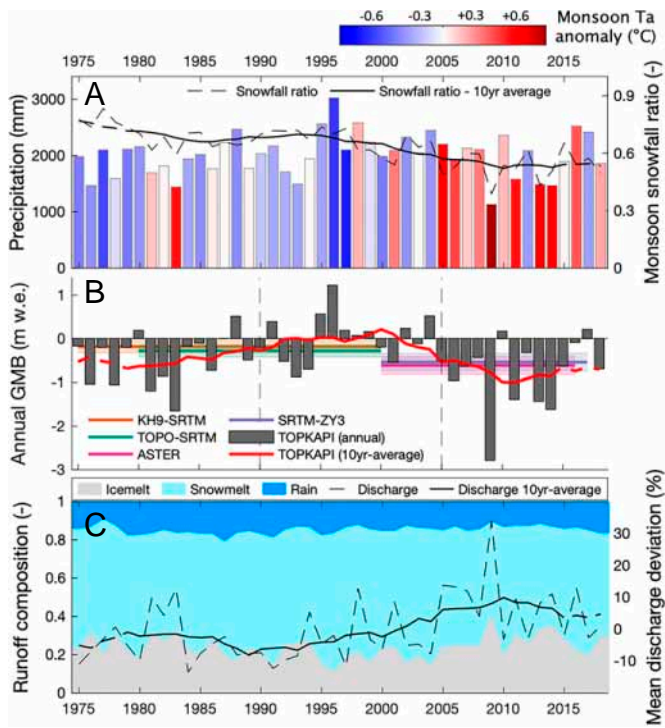 -0.6 -0.3 +0.3 +0.6 Monsoon Ta
anomaly (°C)
1975 1980 1985 1990 1995 2000 2005 2010 2015
A
Snowfall ratio Snowfall ratio - 10yr average
Precipitation (mm)
3000
2000
1000
0
0.9
0.6
0.3
0
Monsoon snowfall ratio (-)
B
Annual GMB (m w.e.)
1
0
-1
-2
-3
KH9-SRTM SRTM-ZY3
TOPO-SRTM TOPKAPI (annual)
ASTER TOPKAPI (10yr-average)
Icemelt Snowmelt Rain Discharge Discharge 10yr-average
C
Runoff composition (-)
1
0.8
0.6
0.4
0.2
0
30
20
10
0
-10
Mean discharge deviation (%)
1975 1980 1985 1990 1995 2000 2005 2010 2015